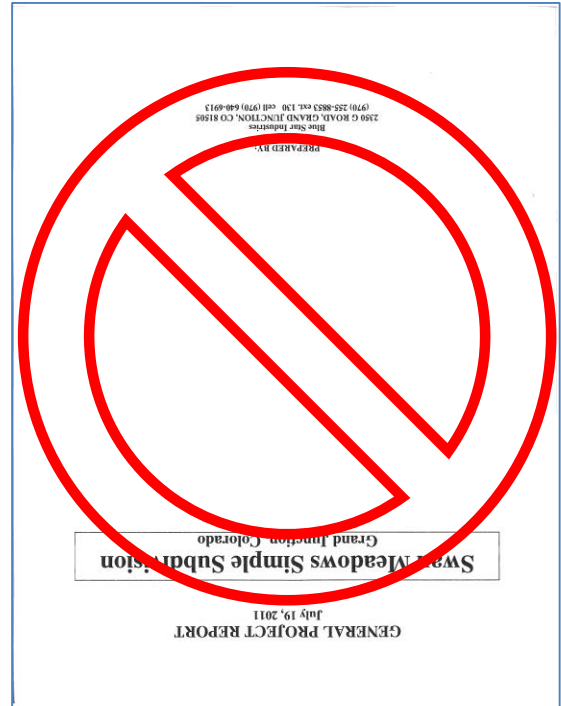 GENERAL PROJECT REPORT
July 19, 2011
Swan Meadows Simple Subdivision
Grand Junction, Colorado
PREPARED BY:
Blue Star Industries
2350 G ROAD, GRAND JUNCTION, CO 81505
(970) 255-8853 ext. 130 cell (970) 640-6913